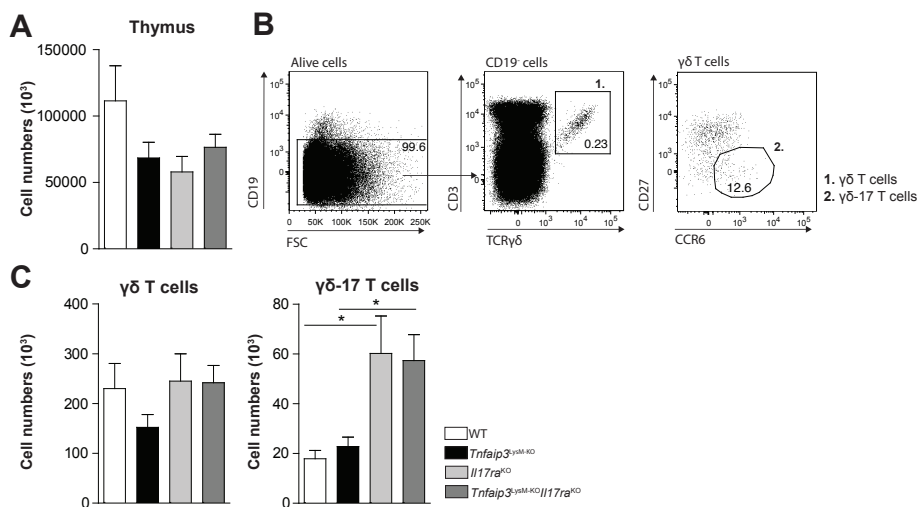 A
Thymus
Cell numbers (10³)
150000
100000
50000
0
B
Alive cells
CD19
10⁵
10⁴
10³
0
99.6
50K 100K 150K 200K 250K
FSC
CD19⁻ cells
1.
CD3
10⁵
10⁴
10³
0
0.23
0 10³ 10⁴ 10⁵
TCRγδ
γδ T cells
CD27
10⁵
10⁴
10³
0
2.
12.6
0 10³ 10⁴ 10⁵
CCR6
1. γδ T cells
2. γδ-17 T cells
C
γδ T cells
Cell numbers (10³)
400
300
200
100
0
γδ-17 T cells
Cell numbers (10³)
80
60
40
20
0
*
*
WT
Tnfaip3ᴸʸˢᴹ⁻ᴷᴼ
Il17raᴷᴼ
Tnfaip3ᴸʸˢᴹ⁻ᴷᴼIl17raᴷᴼ